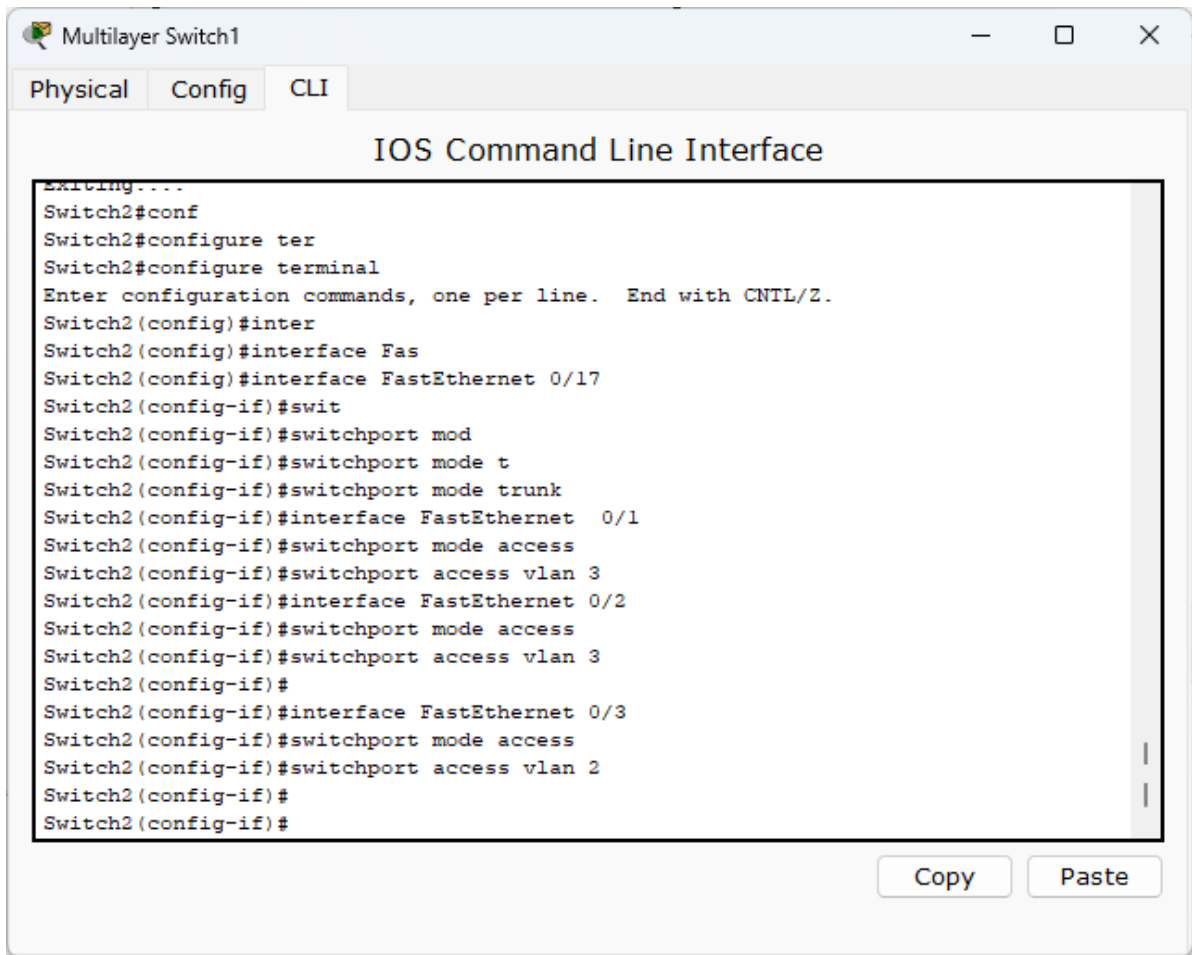 Multilayer Switch1
Physical Config CLI
IOS Command Line Interface
Exiting....
Switch2#conf
Switch2#configure ter
Switch2#configure terminal
Enter configuration commands, one per line.  End with CNTL/Z.
Switch2(config)#inter
Switch2(config)#interface Fas
Switch2(config)#interface FastEthernet 0/17
Switch2(config-if)#swit
Switch2(config-if)#switchport mod
Switch2(config-if)#switchport mode t
Switch2(config-if)#switchport mode trunk
Switch2(config-if)#interface FastEthernet  0/1
Switch2(config-if)#switchport mode access
Switch2(config-if)#switchport access vlan 3
Switch2(config-if)#interface FastEthernet 0/2
Switch2(config-if)#switchport mode access
Switch2(config-if)#switchport access vlan 3
Switch2(config-if)#
Switch2(config-if)#interface FastEthernet 0/3
Switch2(config-if)#switchport mode access
Switch2(config-if)#switchport access vlan 2
Switch2(config-if)#
Switch2(config-if)#
Copy Paste